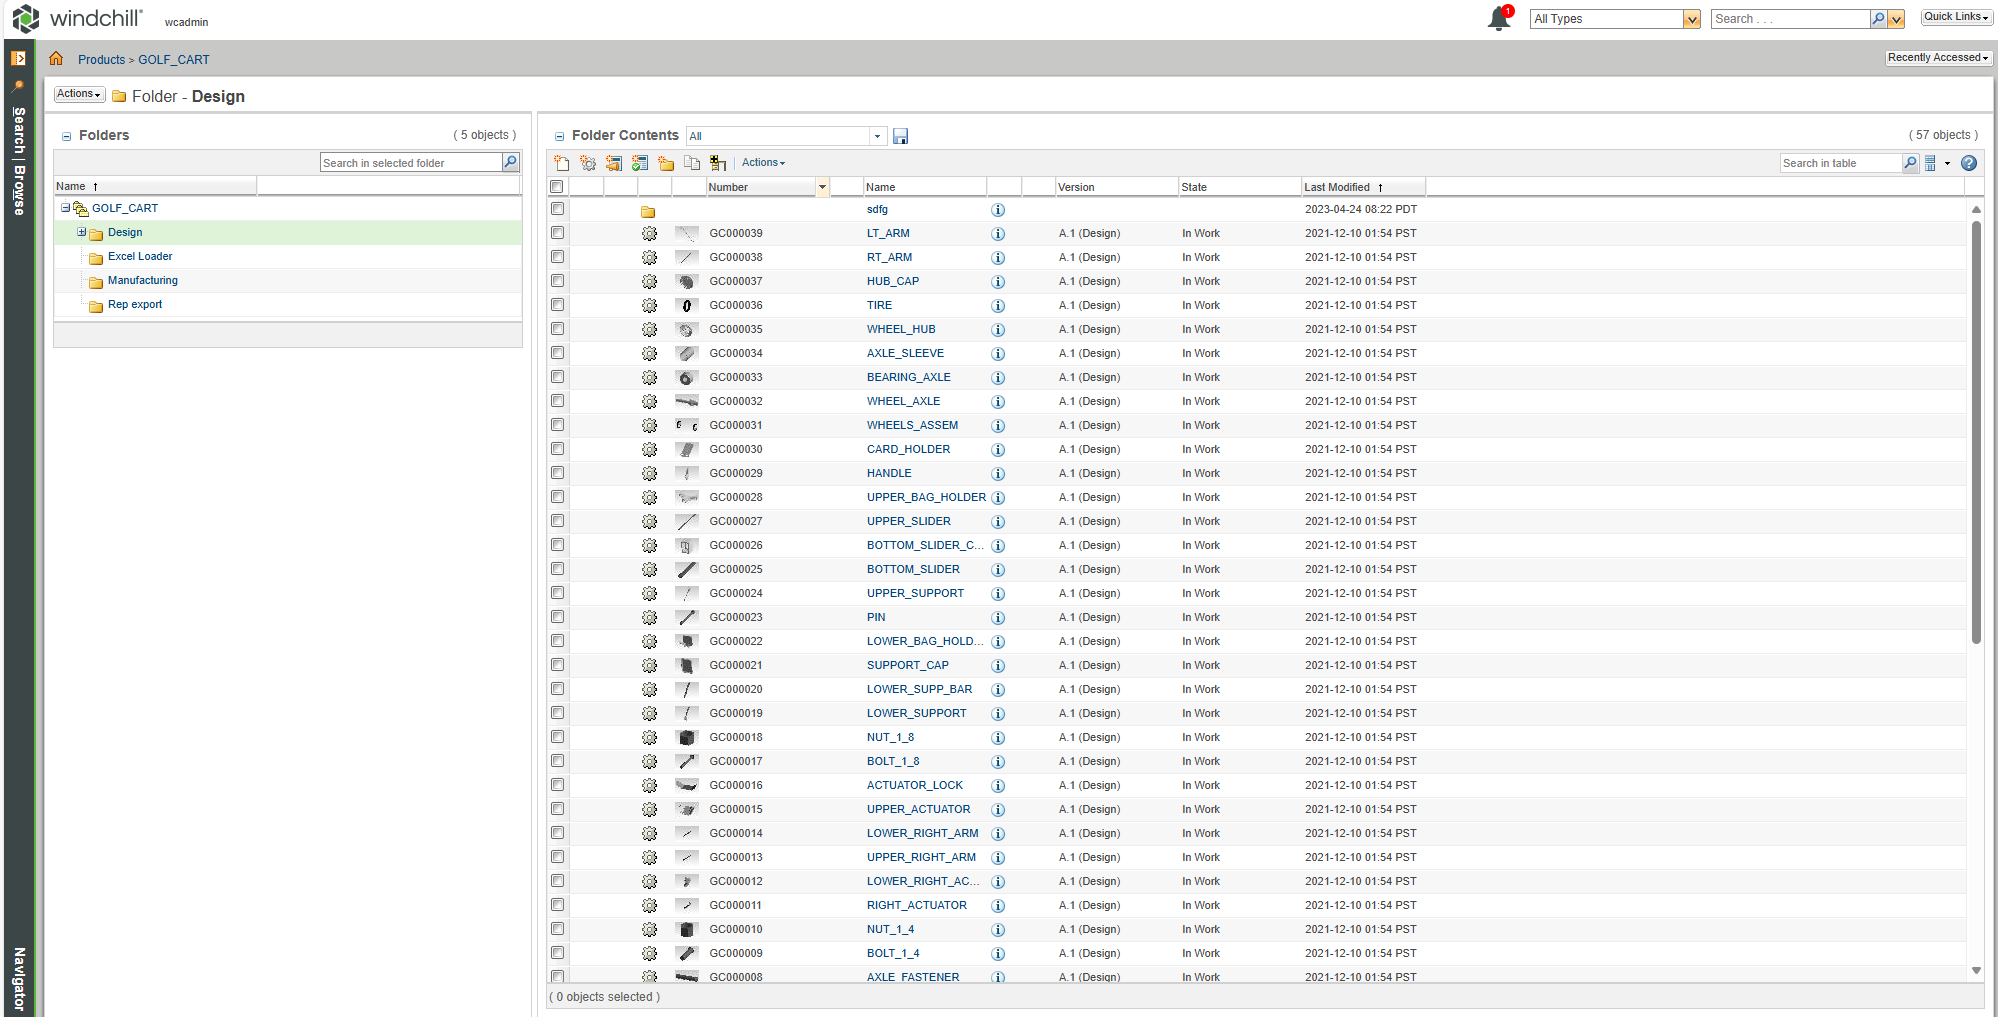 windchill® wcadmin 1 All Types Search . . . Quick Links
Products > GOLF_CART Recently Accessed
Actions Folder - Design
Folders ( 5 objects )
Search in selected folder
Name ↑
GOLF_CART
Design
Excel Loader
Manufacturing
Rep export
Search | Browse
Navigator
Folder Contents All ( 57 objects )
Actions Search in table
Number Name Version State Last Modified ↑
sdfg 2023-04-24 08:22 PDT
GC000039 LT_ARM A.1 (Design) In Work 2021-12-10 01:54 PST
GC000038 RT_ARM A.1 (Design) In Work 2021-12-10 01:54 PST
GC000037 HUB_CAP A.1 (Design) In Work 2021-12-10 01:54 PST
GC000036 TIRE A.1 (Design) In Work 2021-12-10 01:54 PST
GC000035 WHEEL_HUB A.1 (Design) In Work 2021-12-10 01:54 PST
GC000034 AXLE_SLEEVE A.1 (Design) In Work 2021-12-10 01:54 PST
GC000033 BEARING_AXLE A.1 (Design) In Work 2021-12-10 01:54 PST
GC000032 WHEEL_AXLE A.1 (Design) In Work 2021-12-10 01:54 PST
GC000031 WHEELS_ASSEM A.1 (Design) In Work 2021-12-10 01:54 PST
GC000030 CARD_HOLDER A.1 (Design) In Work 2021-12-10 01:54 PST
GC000029 HANDLE A.1 (Design) In Work 2021-12-10 01:54 PST
GC000028 UPPER_BAG_HOLDER A.1 (Design) In Work 2021-12-10 01:54 PST
GC000027 UPPER_SLIDER A.1 (Design) In Work 2021-12-10 01:54 PST
GC000026 BOTTOM_SLIDER_C... A.1 (Design) In Work 2021-12-10 01:54 PST
GC000025 BOTTOM_SLIDER A.1 (Design) In Work 2021-12-10 01:54 PST
GC000024 UPPER_SUPPORT A.1 (Design) In Work 2021-12-10 01:54 PST
GC000023 PIN A.1 (Design) In Work 2021-12-10 01:54 PST
GC000022 LOWER_BAG_HOLD... A.1 (Design) In Work 2021-12-10 01:54 PST
GC000021 SUPPORT_CAP A.1 (Design) In Work 2021-12-10 01:54 PST
GC000020 LOWER_SUPP_BAR A.1 (Design) In Work 2021-12-10 01:54 PST
GC000019 LOWER_SUPPORT A.1 (Design) In Work 2021-12-10 01:54 PST
GC000018 NUT_1_8 A.1 (Design) In Work 2021-12-10 01:54 PST
GC000017 BOLT_1_8 A.1 (Design) In Work 2021-12-10 01:54 PST
GC000016 ACTUATOR_LOCK A.1 (Design) In Work 2021-12-10 01:54 PST
GC000015 UPPER_ACTUATOR A.1 (Design) In Work 2021-12-10 01:54 PST
GC000014 LOWER_RIGHT_ARM A.1 (Design) In Work 2021-12-10 01:54 PST
GC000013 UPPER_RIGHT_ARM A.1 (Design) In Work 2021-12-10 01:54 PST
GC000012 LOWER_RIGHT_AC... A.1 (Design) In Work 2021-12-10 01:54 PST
GC000011 RIGHT_ACTUATOR A.1 (Design) In Work 2021-12-10 01:54 PST
GC000010 NUT_1_4 A.1 (Design) In Work 2021-12-10 01:54 PST
GC000009 BOLT_1_4 A.1 (Design) In Work 2021-12-10 01:54 PST
GC000008 AXLE_FASTENER A.1 (Design) In Work 2021-12-10 01:54 PST
( 0 objects selected )